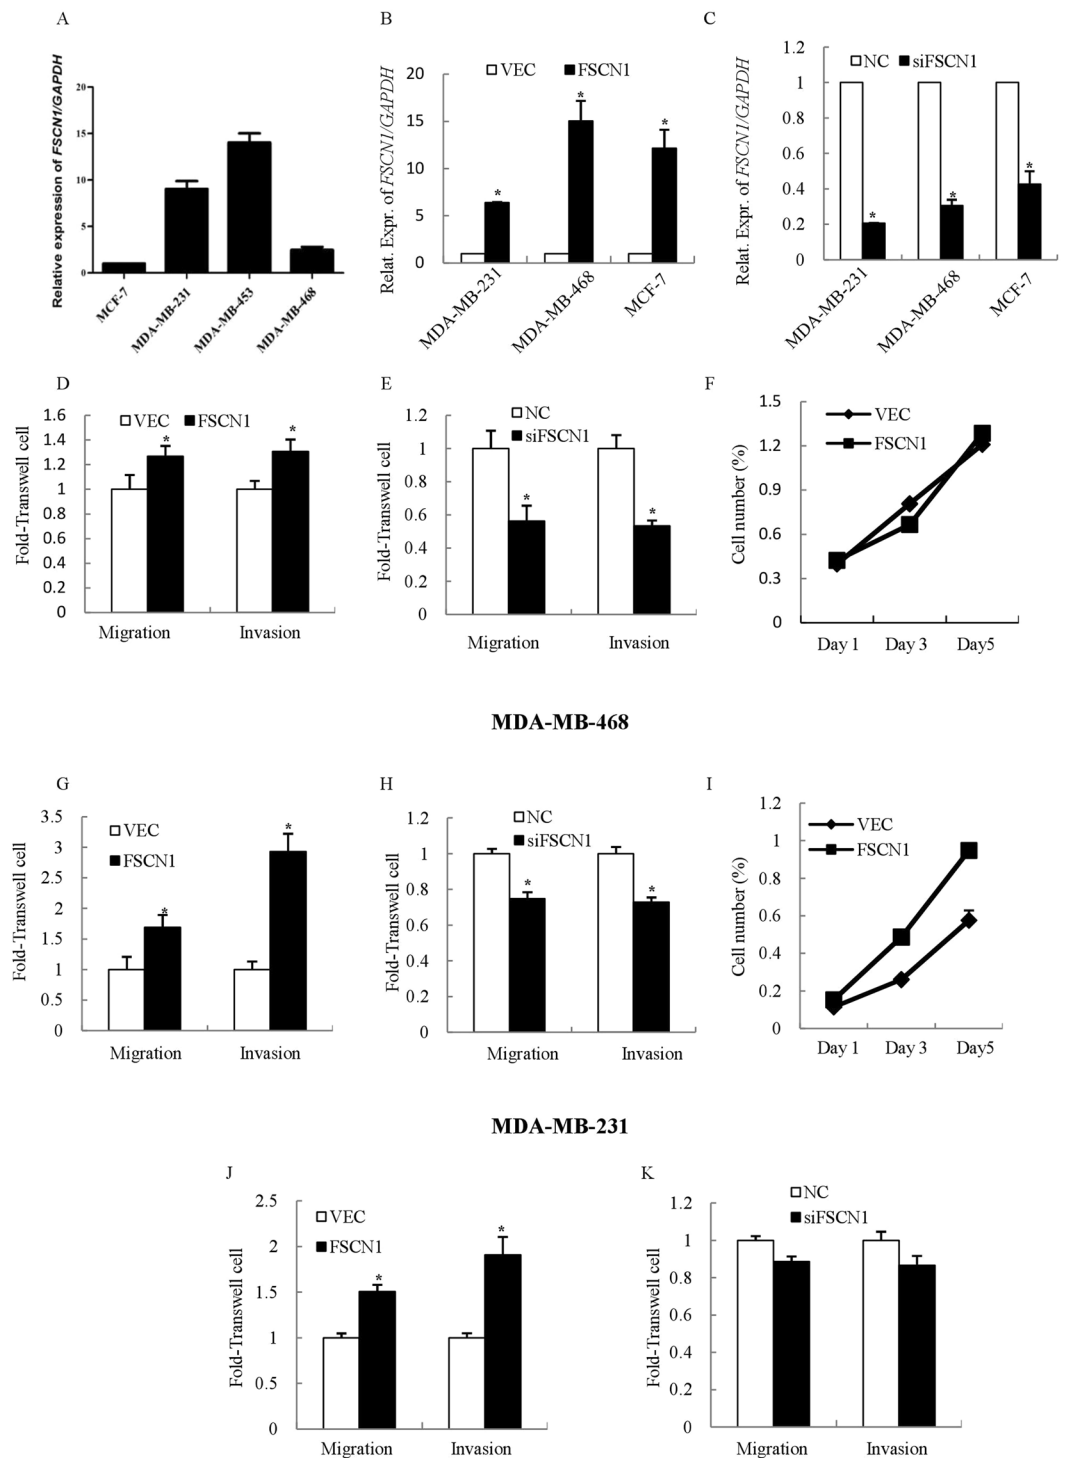 A
Relative expression of FSCN1/GAPDH
20
15
10
5
0
MCF-7
MDA-MB-231
MDA-MB-453
MDA-MB-468
B
Relat. Expr. of FSCN1/GAPDH
VEC FSCN1
20
15
10
5
0
* * *
MDA-MB-231
MDA-MB-468
MCF-7
C
Relat. Expr. of FSCN1/GAPDH
NC siFSCN1
1.2
1
0.8
0.6
0.4
0.2
0
* * *
MDA-MB-231
MDA-MB-468
MCF-7
D
Fold-Transwell cell
VEC FSCN1
1.6
1.4
1.2
1
0.8
0.6
0.4
0.2
0
* *
Migration Invasion
E
Fold-Transwell cell
NC
siFSCN1
1.2
1
0.8
0.6
0.4
0.2
0
* *
Migration Invasion
F
Cell number (%)
VEC
FSCN1
1.5
1.2
0.9
0.6
0.3
0
Day 1 Day 3 Day5
MDA-MB-468
G
Fold-Transwell cell
VEC
FSCN1
3.5
3
2.5
2
1.5
1
0.5
0
* *
Migration Invasion
H
Fold-Transwell cell
NC
siFSCN1
1.2
1
0.8
0.6
0.4
0.2
0
* *
Migration Invasion
I
Cell number (%)
VEC
FSCN1
1.2
1
0.8
0.6
0.4
0.2
0
Day 1 Day 3 Day5
MDA-MB-231
J
Fold-Transwell cell
VEC
FSCN1
2.5
2
1.5
1
0.5
0
* *
Migration Invasion
K
Fold-Transwell cell
NC
siFSCN1
1.2
1
0.8
0.6
0.4
0.2
0
Migration Invasion